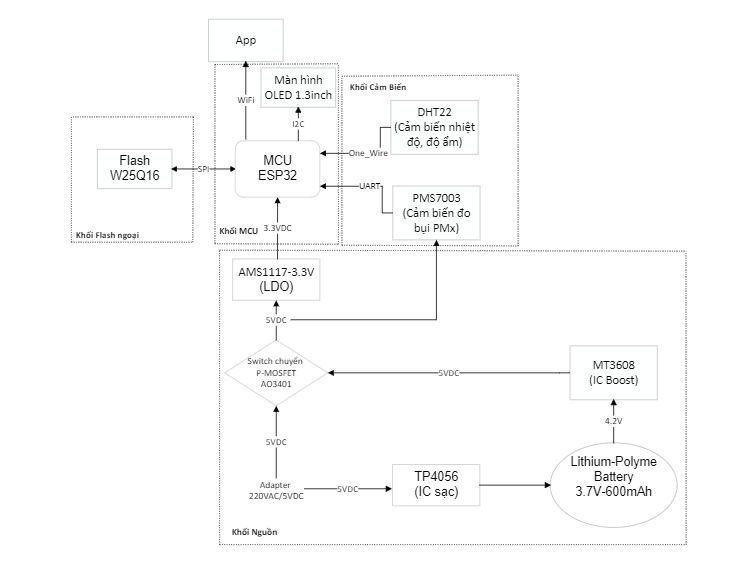 App
Màn hình
OLED 1.3inch
Khối Cảm Biến
WiFi
I2C
DHT22
(Cảm biến nhiệt
độ, độ ẩm)
One_Wire
Flash
W25Q16
SPI
MCU
ESP32
UART
PMS7003
(Cảm biến đo
bụi PMx)
Khối Flash ngoại
Khối MCU
3.3VDC
AMS1117-3.3V
(LDO)
5VDC
Switch chuyển
P-MOSFET
AO3401
5VDC
MT3608
(IC Boost)
4.2V
5VDC
Lithium-Polyme
Battery
3.7V-600mAh
Adapter
220VAC/5VDC
5VDC
TP4056
(IC sạc)
Khối Nguồn